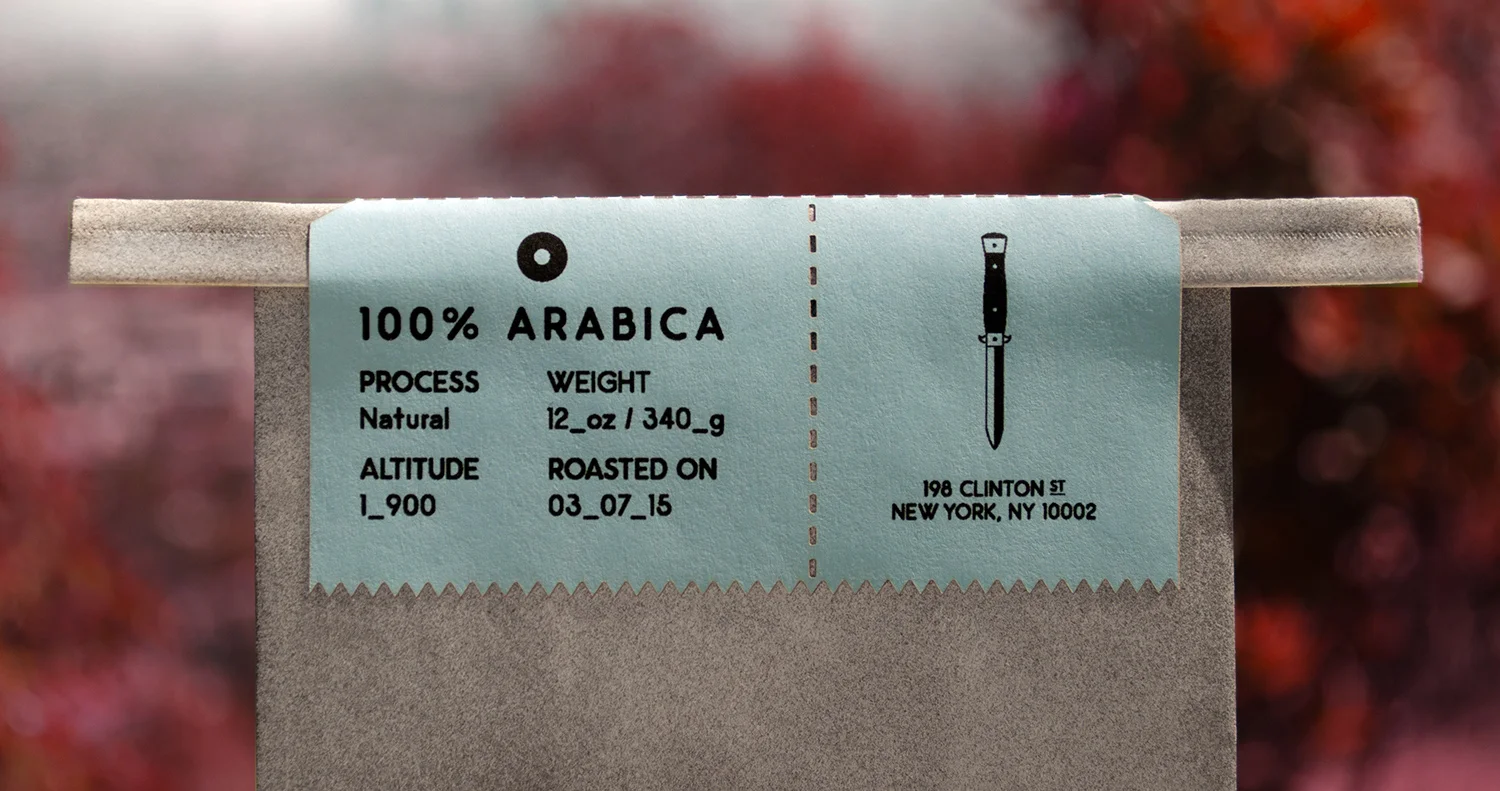 100% ARABICA
PROCESS
Natural
WEIGHT
12_oz / 340_g
ALTITUDE
1_900
ROASTED ON
03_07_15
198 CLINTON ST
NEW YORK, NY 10002